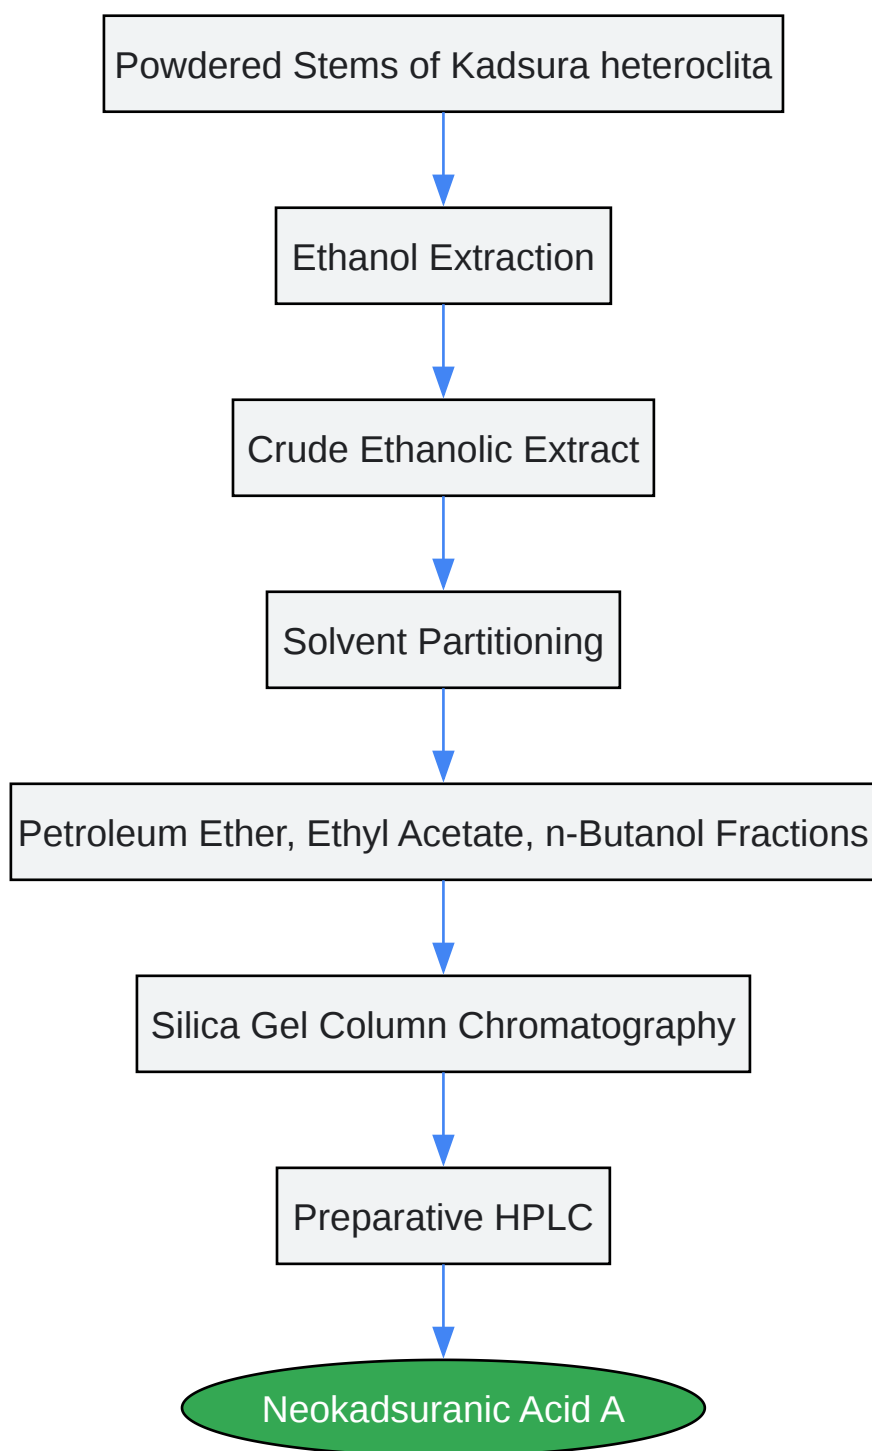 Powdered Stems of Kadsura heteroclita
Ethanol Extraction
Crude Ethanolic Extract
Solvent Partitioning
Petroleum Ether, Ethyl Acetate, n-Butanol Fractions
Silica Gel Column Chromatography
Preparative HPLC
Neokadsuranic Acid A